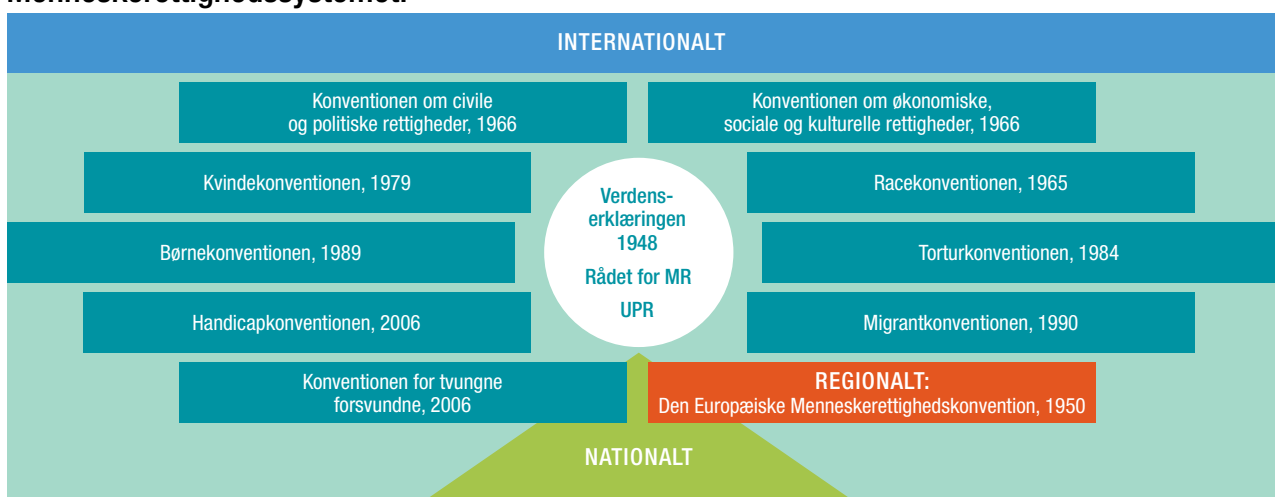 Menneskerettighedssystemet.
INTERNATIONALT
Konventionen om civile
og politiske rettigheder, 1966
Konventionen om økonomiske,
sociale og kulturelle rettigheder, 1966
Kvindekonventionen, 1979
Racekonventionen, 1965
Verdens-
erklæringen
1948
Rådet for MR
UPR
Børnekonventionen, 1989
Torturkonventionen, 1984
Handicapkonventionen, 2006
Migrantkonventionen, 1990
Konventionen for tvungne
forsvundne, 2006
REGIONALT:
Den Europæiske Menneskerettighedskonvention, 1950
NATIONALT